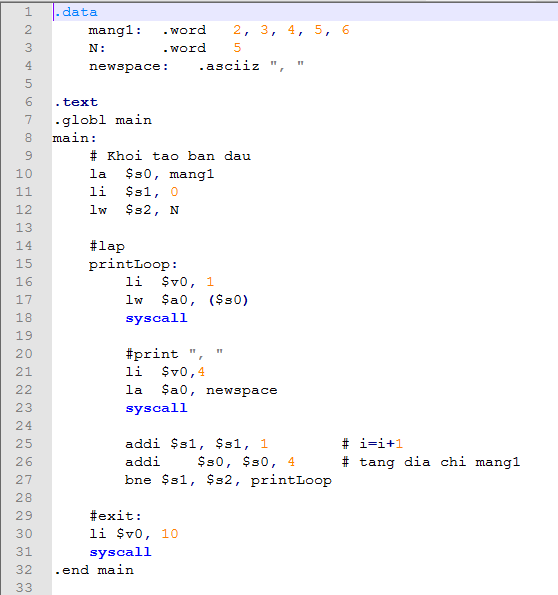 1 .data
2 mang1: .word 2, 3, 4, 5, 6
3 N: .word 5
4 newspace: .asciiz ", "
5
6 .text
7 .globl main
8 main:
9 # Khoi tao ban dau
10 la $s0, mang1
11 li $s1, 0
12 lw $s2, N
13
14 #lap
15 printLoop:
16 li $v0, 1
17 lw $a0, ($s0)
18 syscall
19
20 #print ", "
21 li $v0,4
22 la $a0, newspace
23 syscall
24
25 addi $s1, $s1, 1 # i=i+1
26 addi $s0, $s0, 4 # tang dia chi mang1
27 bne $s1, $s2, printLoop
28
29 #exit:
30 li $v0, 10
31 syscall
32 .end main
33